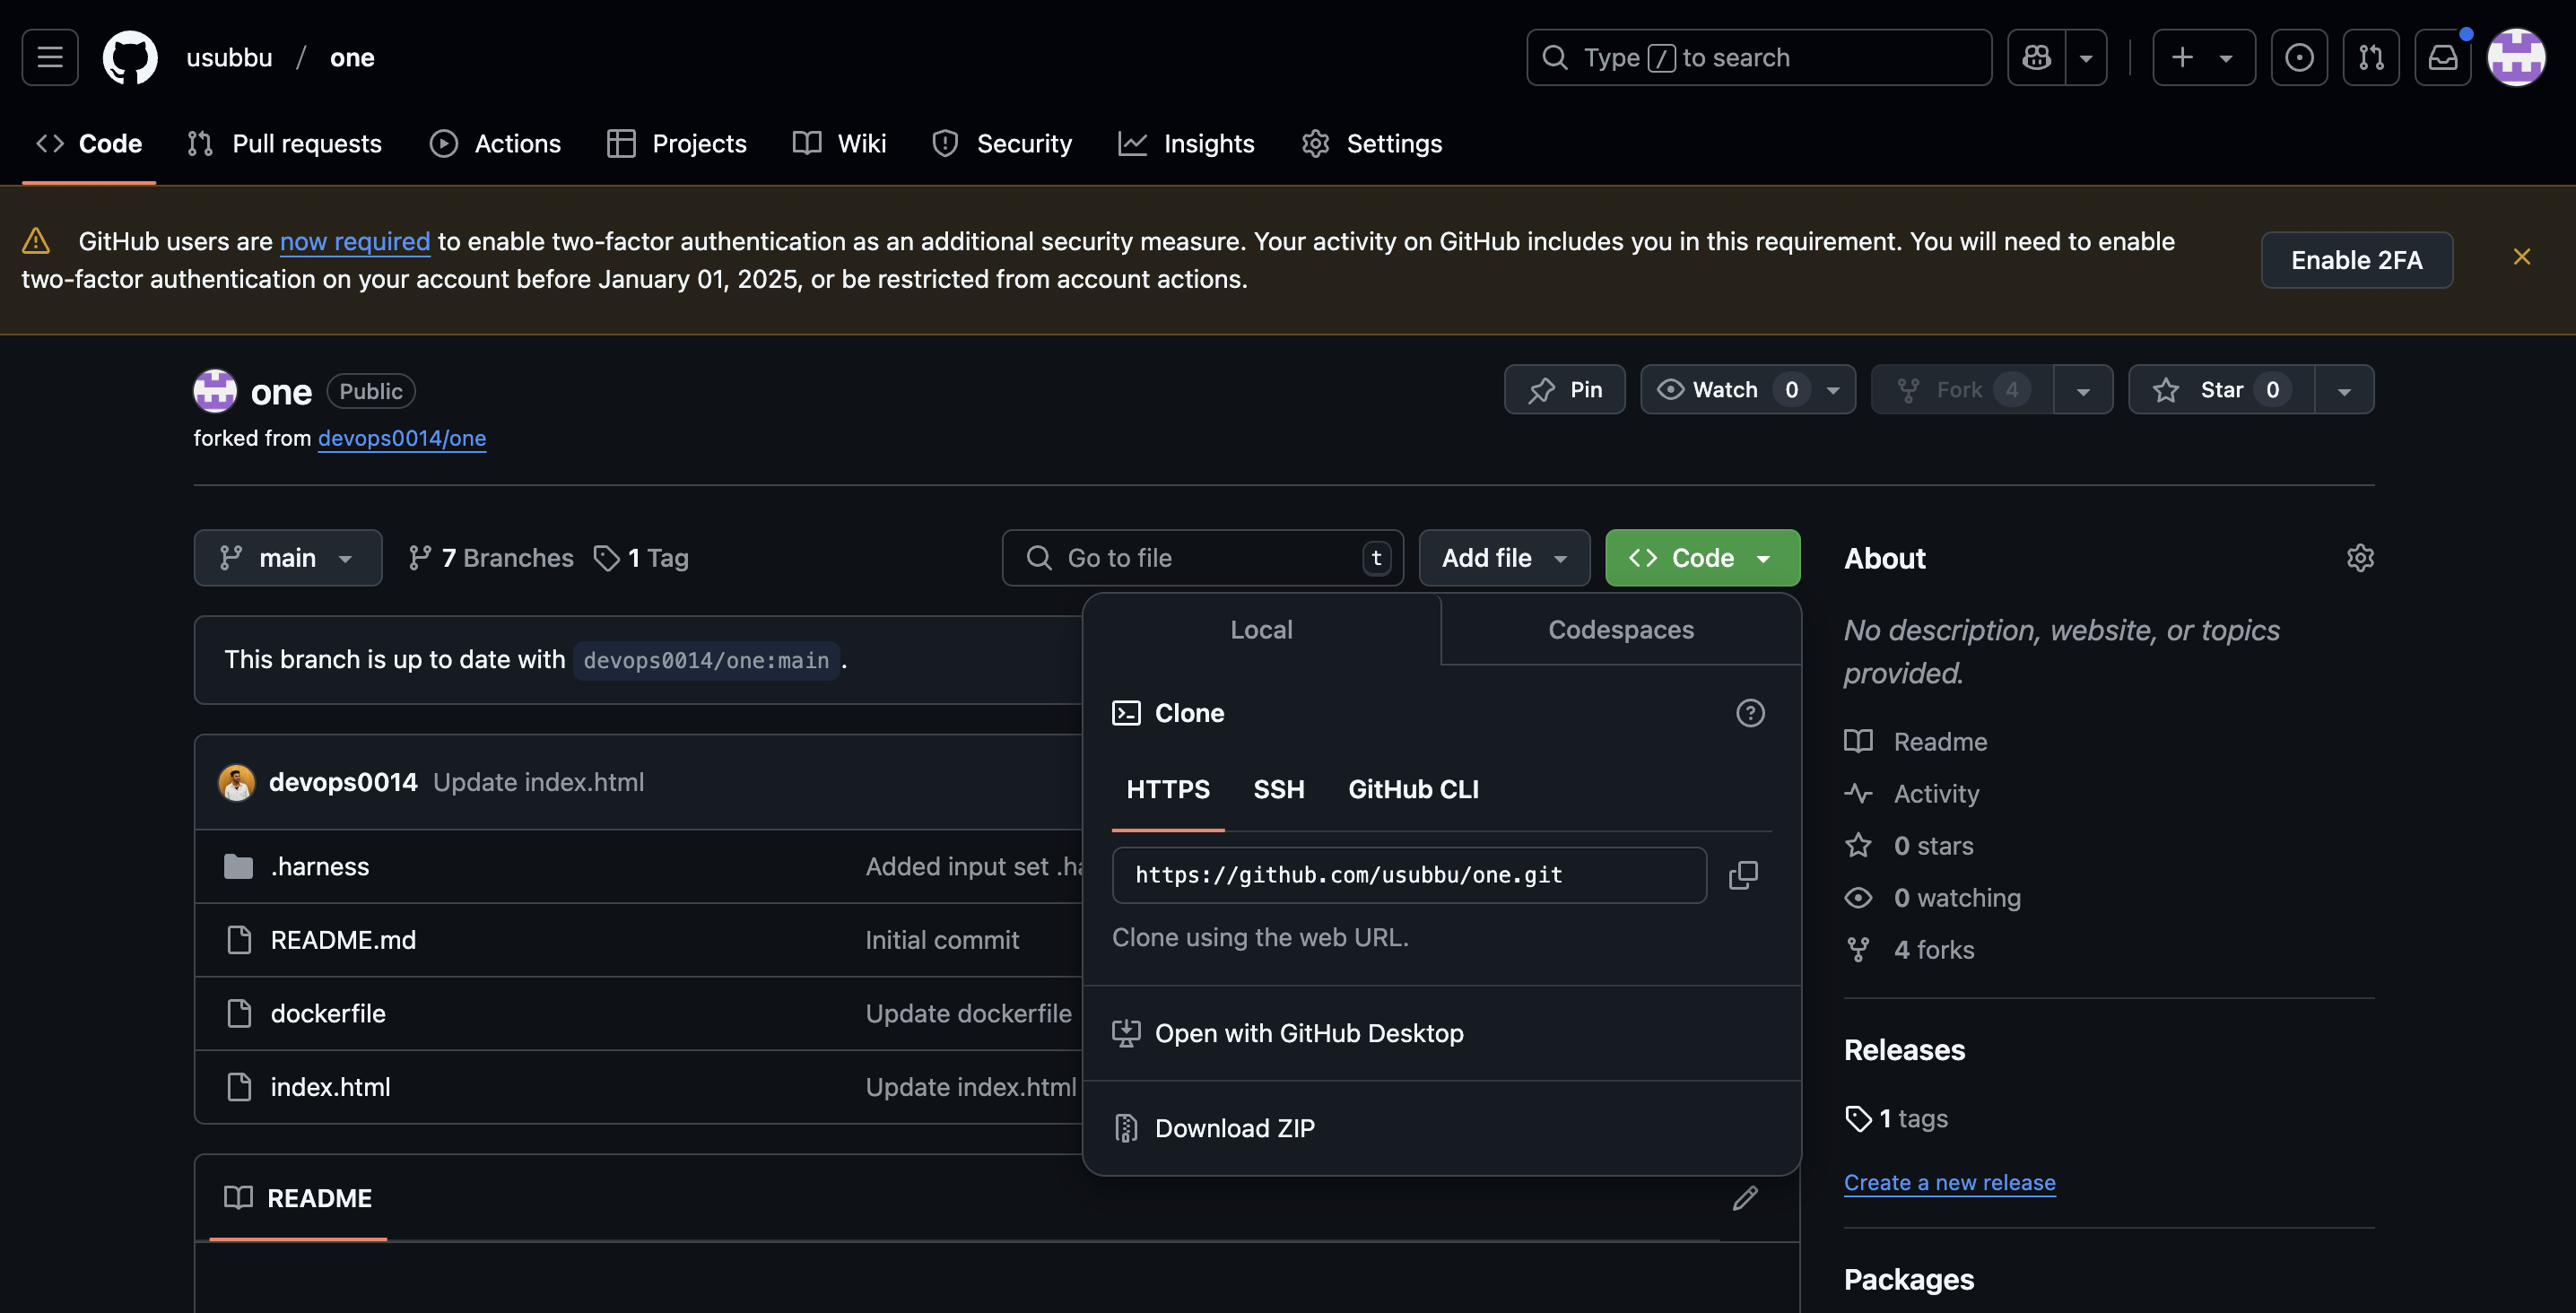 usubbu / one
Type / to search
Code
Pull requests
Actions
Projects
Wiki
Security
Insights
Settings
GitHub users are now required to enable two-factor authentication as an additional security measure. Your activity on GitHub includes you in this requirement. You will need to enable
two-factor authentication on your account before January 01, 2025, or be restricted from account actions.
Enable 2FA
one Public
forked from devops0014/one
Pin
Watch 0
Fork 4
Star 0
main
7 Branches
1 Tag
Go to file t
Add file
Code
This branch is up to date with devops0014/one:main .
devops0014 Update index.html
.harness Added input set
README.md Initial commit
dockerfile Update dockerfile
index.html Update index.html
README
Local
Codespaces
Clone
HTTPS SSH GitHub CLI
https://github.com/usubbu/one.git
Clone using the web URL.
Open with GitHub Desktop
Download ZIP
About
No description, website, or topics
provided.
Readme
Activity
0 stars
0 watching
4 forks
Releases
1 tags
Create a new release
Packages